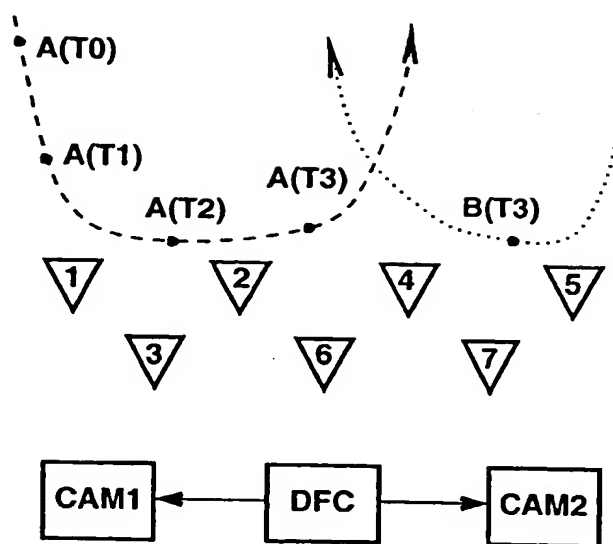 A(T0)
A(T1)
A(T2)
A(T3)
B(T3)
1
2
4
5
3
6
7
CAM1
DFC
CAM2